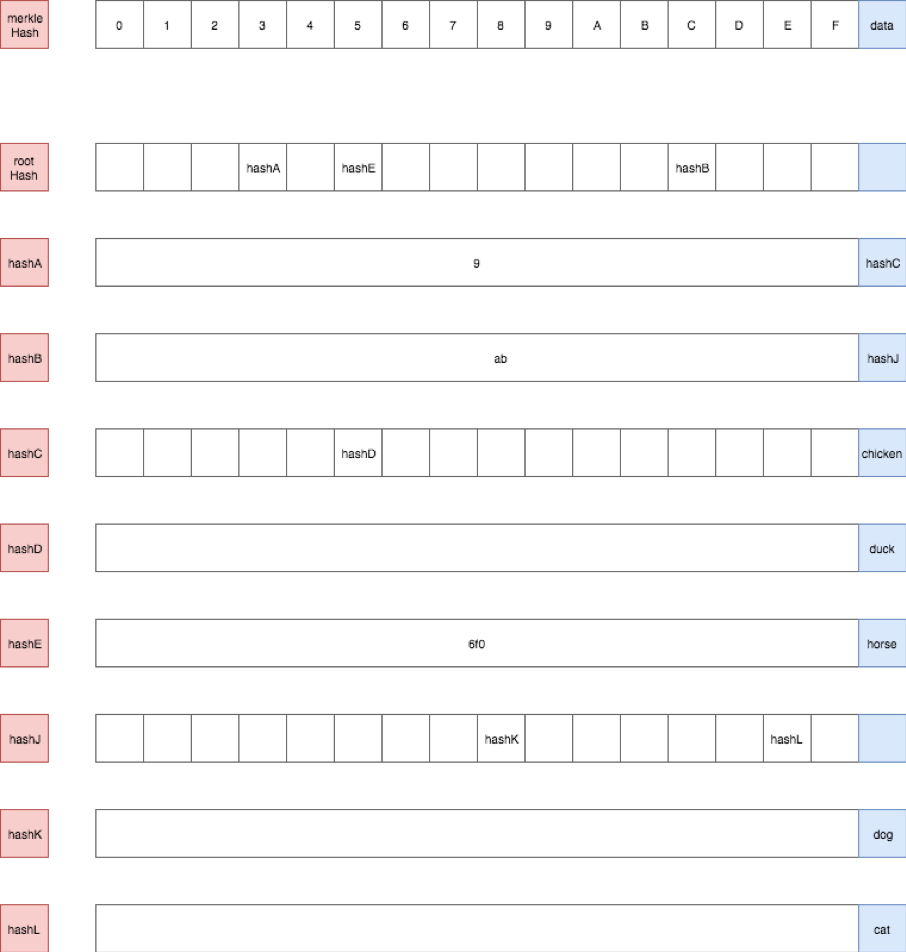 merkle
Hash
0 1 2 3 4 5 6 7 8 9 A B C D E F data
root
Hash
hashA hashE hashB
hashA 9 hashC
hashB ab hashJ
hashC hashD chicken
hashD duck
hashE 6f0 horse
hashJ hashK hashL
hashK dog
hashL cat